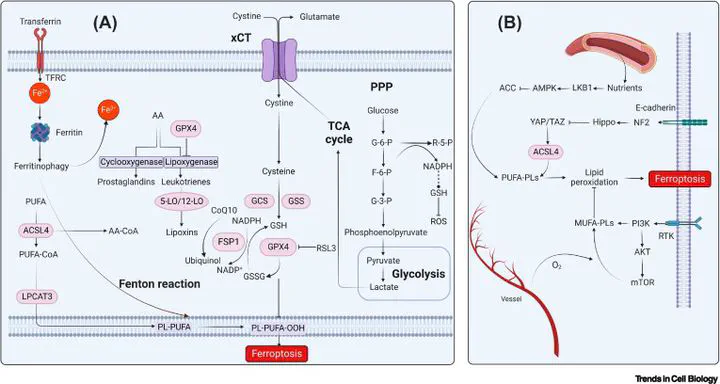 (A)
Transferrin
Cystine
Glutamate
xCT
TFRC
Fe³⁺
Fe²⁺
Ferritin
Ferritinophagy
AA
GPX4
Cyclooxygenase
Lipoxygenase
Prostaglandins
Leukotrienes
5-LO/12-LO
Lipoxins
PUFA
ACSL4
AA-CoA
PUFA-CoA
LPCAT3
Fenton reaction
PL-PUFA
PL-PUFA-OOH
Ferroptosis
Cystine
Cysteine
GCS
GSS
GSH
CoQ10
NADPH
FSP1
Ubiquinol
NADP⁺
GSSG
GPX4
RSL3
TCA
cycle
PPP
Glucose
G-6-P
R-5-P
NADPH
F-6-P
GSH
G-3-P
ROS
Phosphoenolpyruvate
Pyruvate
Glycolysis
Lactate
(B)
Nutrients
LKB1
AMPK
ACC
E-cadherin
NF2
Hippo
YAP/TAZ
ACSL4
PUFA-PLs
Lipid
peroxidation
Ferroptosis
MUFA-PLs
PI3K
RTK
AKT
mTOR
O₂
Vessel
Trends in Cell Biology